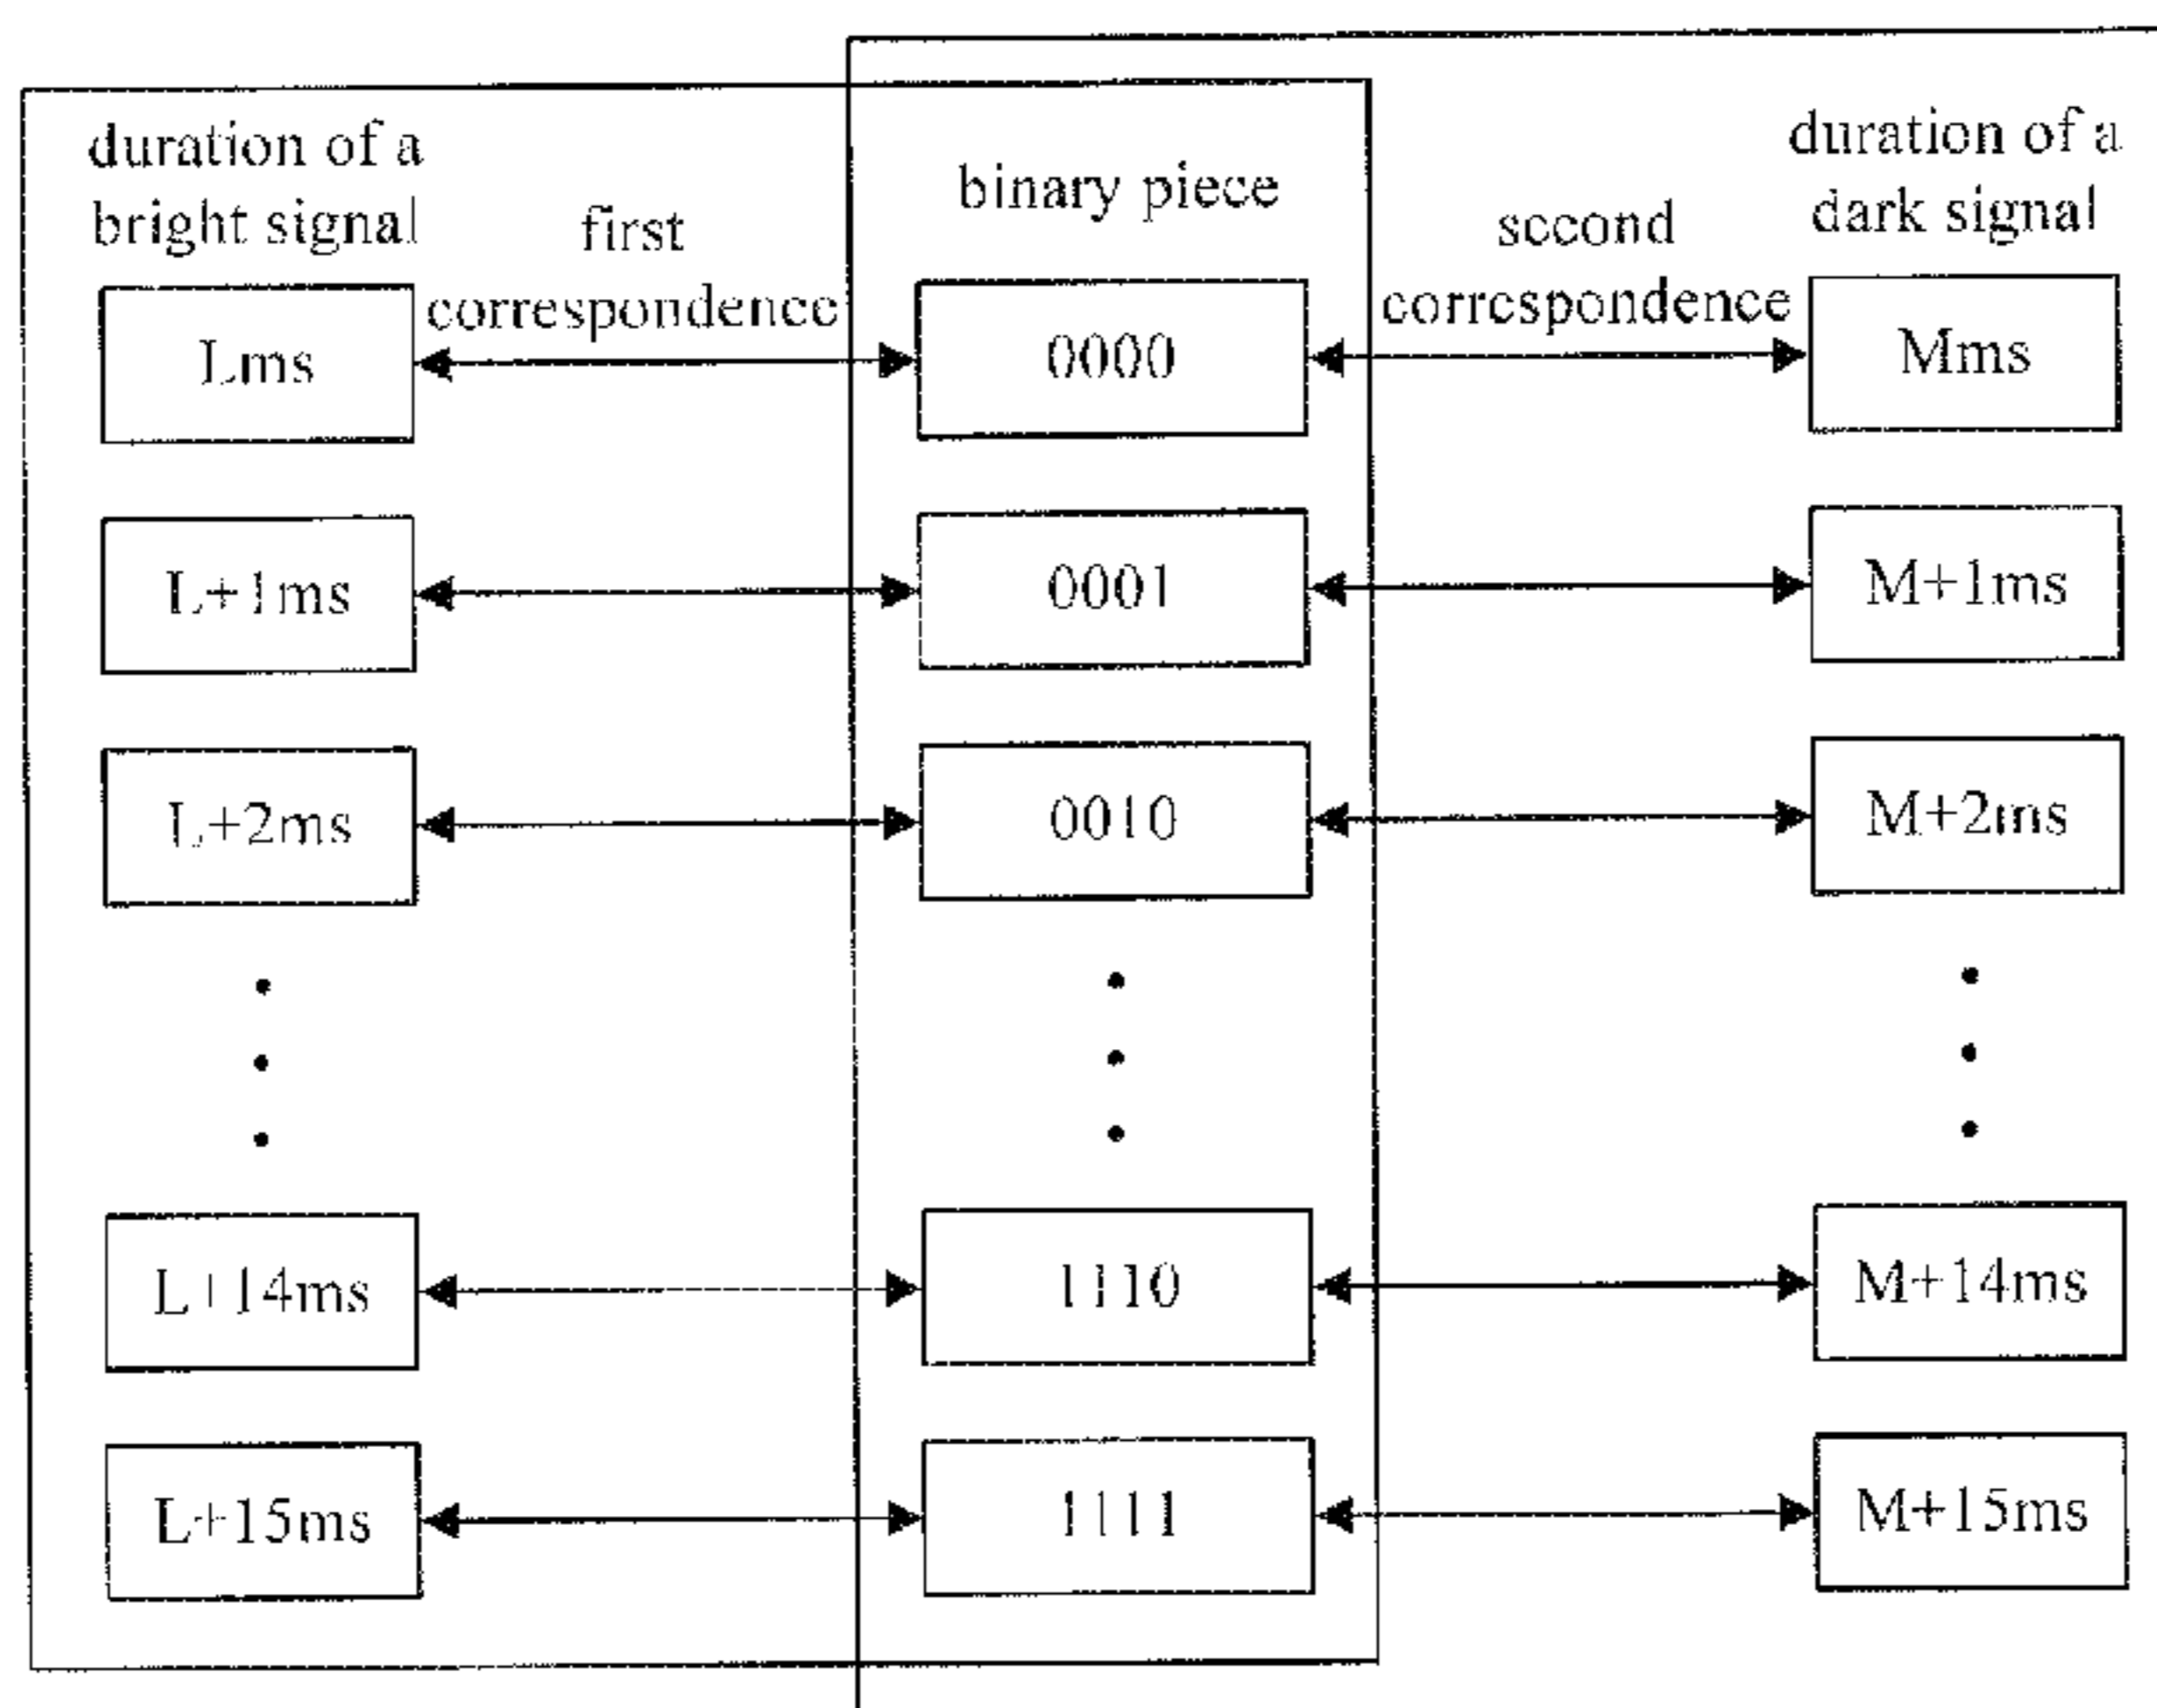 duration of a
bright signal
first
correspondence
binary piece
second
correspondence
duration of a
dark signal
Lms
0000
Mms
L+1ms
0001
M+1ms
L+2ms
0010
M+2ms
L+14ms
1110
M+14ms
L+15ms
1111
M+15ms